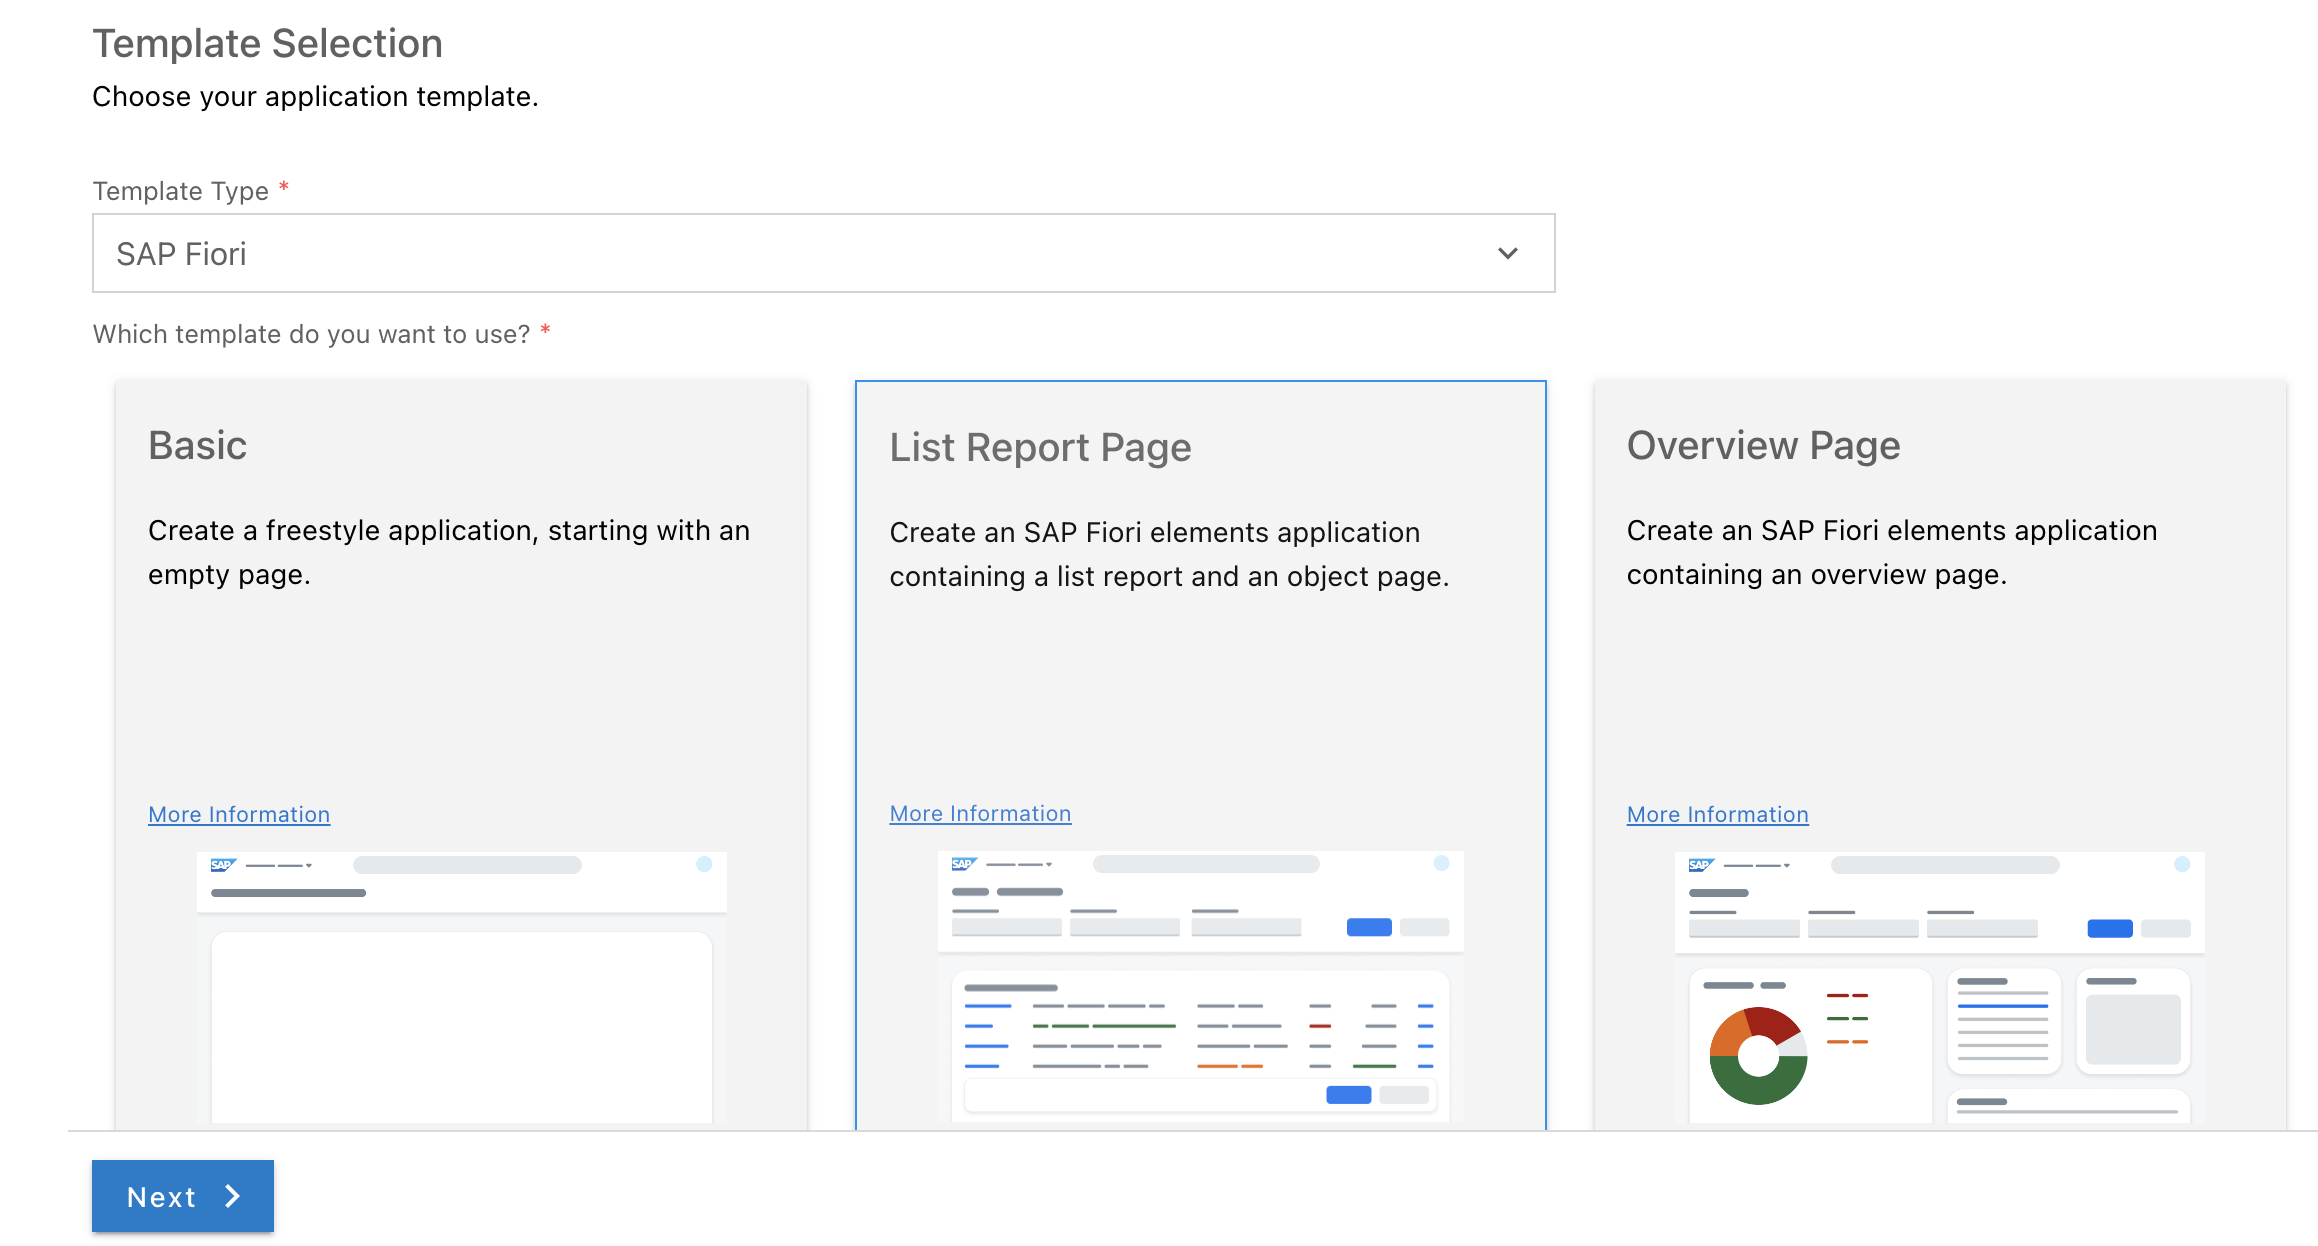 Template Selection
Choose your application template.
Template Type *
SAP Fiori
Which template do you want to use? *
Basic
Create a freestyle application, starting with an
empty page.
More Information
SAP
List Report Page
Create an SAP Fiori elements application
containing a list report and an object page.
More Information
SAP
Overview Page
Create an SAP Fiori elements application
containing an overview page.
More Information
SAP
Next